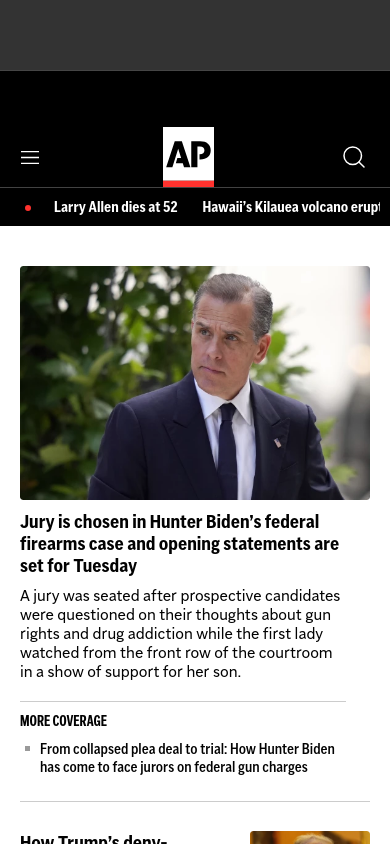 AP
Larry Allen dies at 52 Hawaii's Kilauea volcano erupt
Jury is chosen in Hunter Biden's federal
firearms case and opening statements are
set for Tuesday
A jury was seated after prospective candidates
were questioned on their thoughts about gun
rights and drug addiction while the first lady
watched from the front row of the courtroom
in a show of support for her son.
MORE COVERAGE
From collapsed plea deal to trial: How Hunter Biden
has come to face jurors on federal gun charges
How Trump's deny-